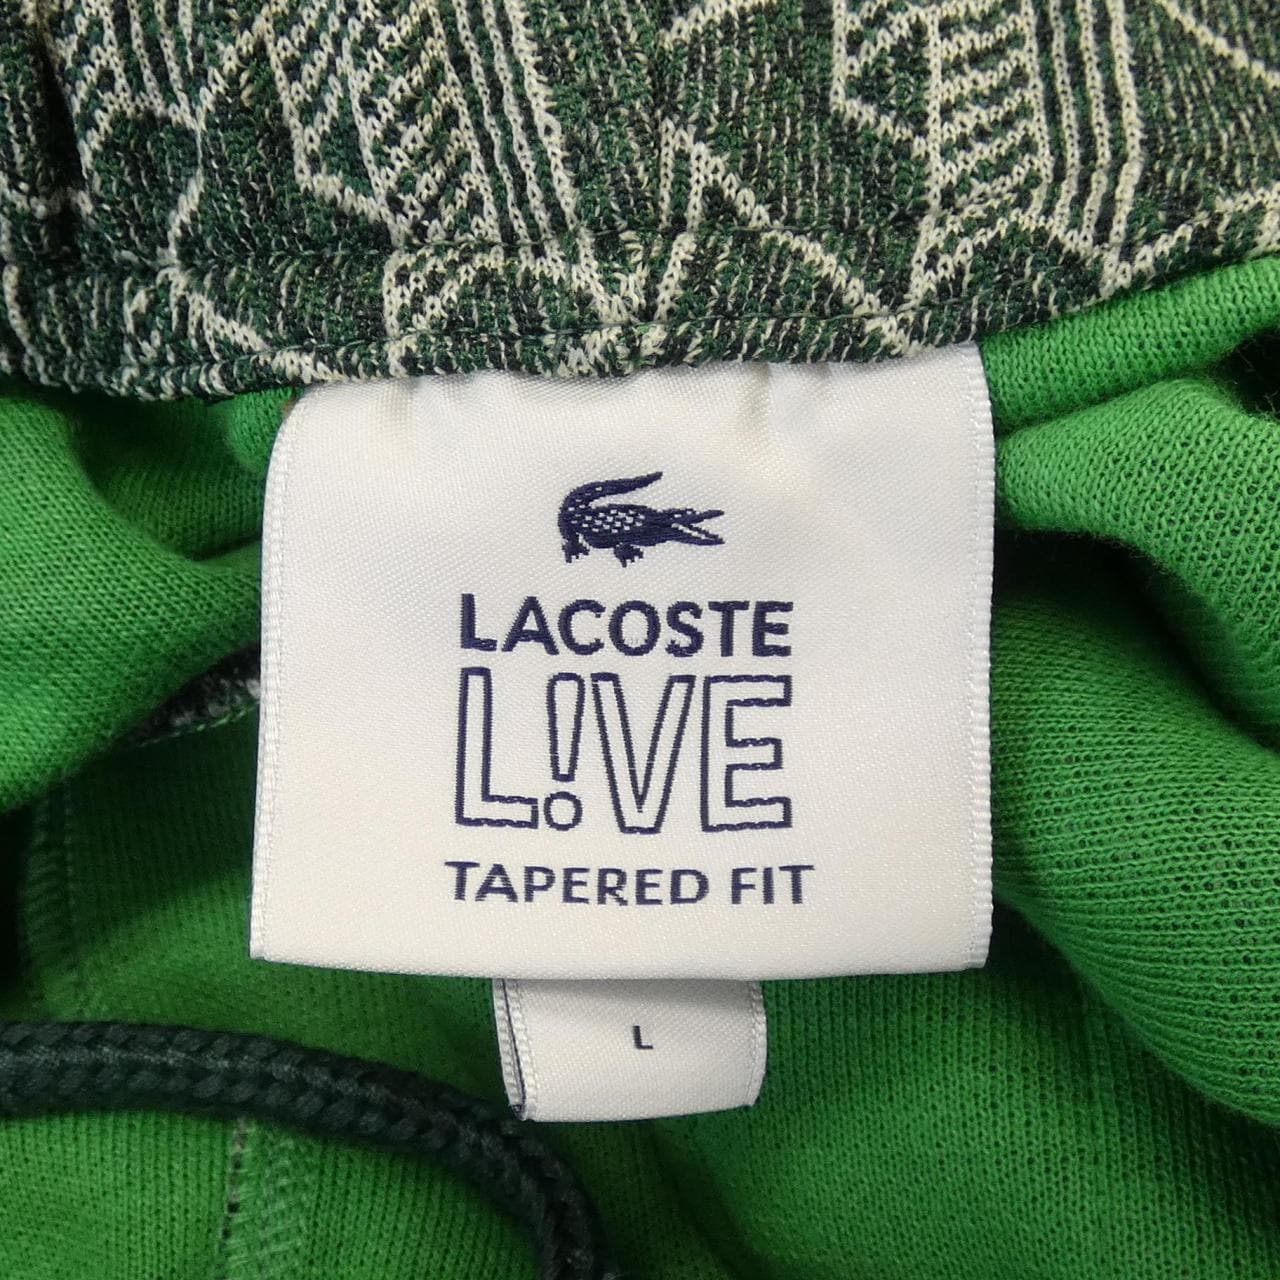 LACOSTE
L!VE
TAPERED FIT
L